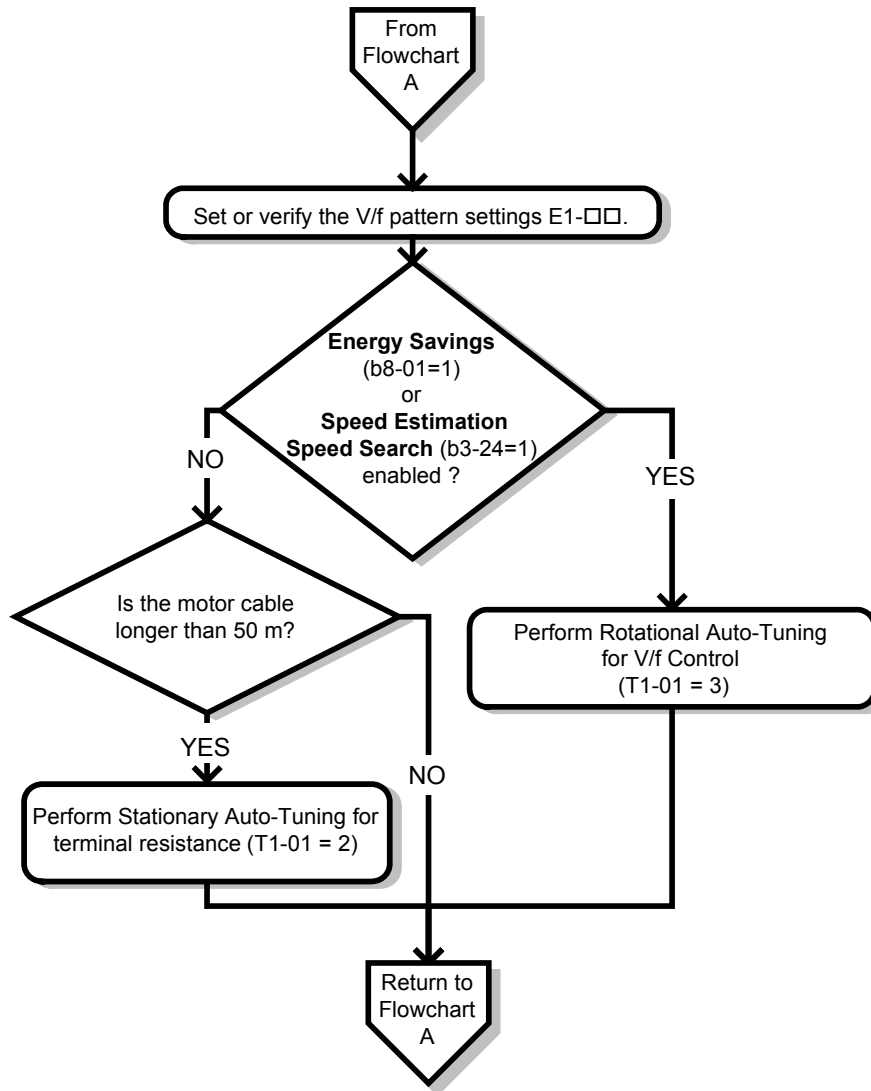 From
Flowchart
A
Set or verify the V/f pattern settings E1-□□.
Energy Savings
(b8-01=1)
or
Speed Estimation
Speed Search (b3-24=1)
enabled ?
NO
YES
Is the motor cable
longer than 50 m?
Perform Rotational Auto-Tuning
for V/f Control
(T1-01 = 3)
YES
NO
Perform Stationary Auto-Tuning for
terminal resistance (T1-01 = 2)
Return to
Flowchart
A